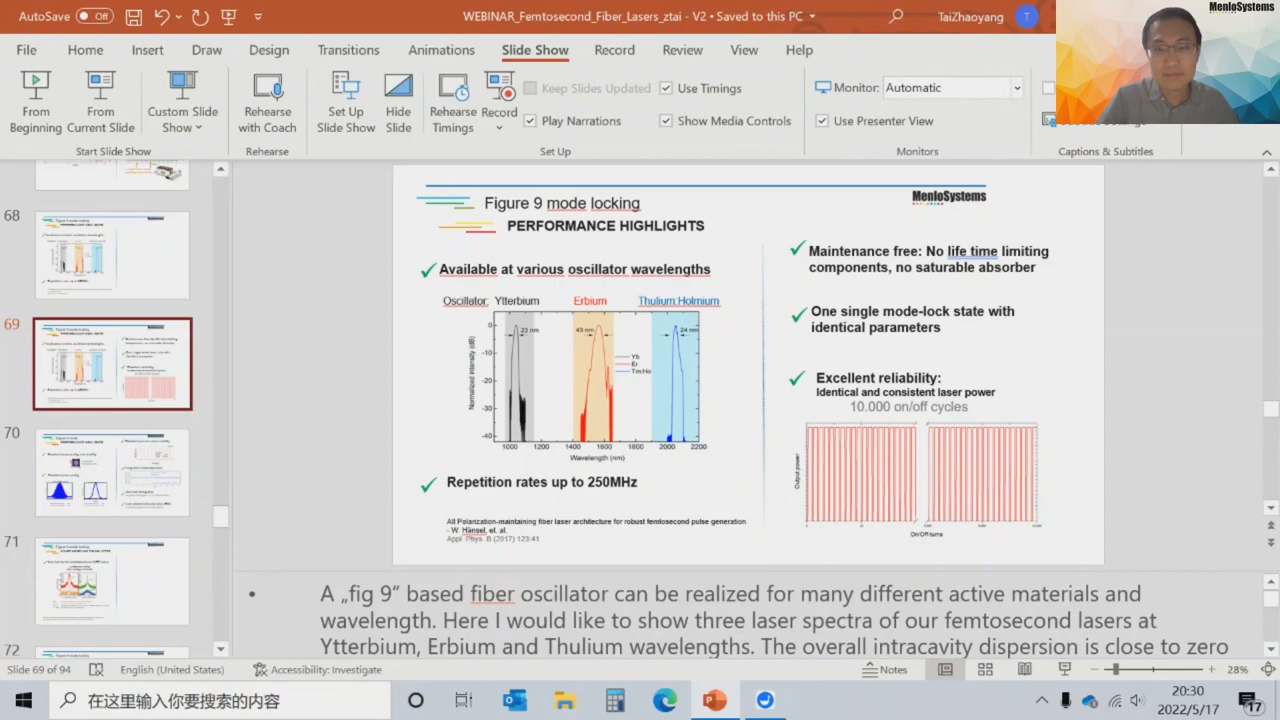 AutoSave Off WEBINAR_Femtosecond_Fiber_Lasers_ztai - V2 • Saved to this PC TaiZhaoyang T
MenloSystems
File Home Insert Draw Design Transitions Animations Slide Show Record Review View Help
From Beginning
From Current Slide
Custom Slide Show
Start Slide Show
Rehearse with Coach
Rehearse
Set Up Slide Show
Hide Slide
Rehearse Timings
Record
Keep Slides Updated
Use Timings
Play Narrations
Show Media Controls
Set Up
Monitor: Automatic
Use Presenter View
Monitors
Captions & Subtitles
68
69
70
71
72
MenloSystems
Figure 9 mode locking
PERFORMANCE HIGHLIGHTS
Available at various oscillator wavelengths
Oscillator: Ytterbium Erbium Thulium:Holmium
23 nm 43 nm 24 nm
Yb
Er
Tm:Ho
Normalized intensity (dB)
-10
-20
-30
-40
1000 1200 1400 1600 1800 2000 2200
Wavelength (nm)
Repetition rates up to 250MHz
All Polarization-maintaining fiber laser architecture for robust femtosecond pulse generation
- W. Hänsel, et. al.
Appl. Phys. B (2017) 123:41
Maintenance free: No life time limiting
components, no saturable absorber
One single mode-lock state with
identical parameters
Excellent reliability:
Identical and consistent laser power
10.000 on/off cycles
Output power
On/Off-turns
• A „fig 9“ based fiber oscillator can be realized for many different active materials and
wavelength. Here I would like to show three laser spectra of our femtosecond lasers at
Ytterbium, Erbium and Thulium wavelengths. The overall intracavity dispersion is close to zero
Slide 69 of 94 English (United States) Accessibility: Investigate Notes 28%
在这里输入你要搜索的内容
20:30
2022/5/17
17